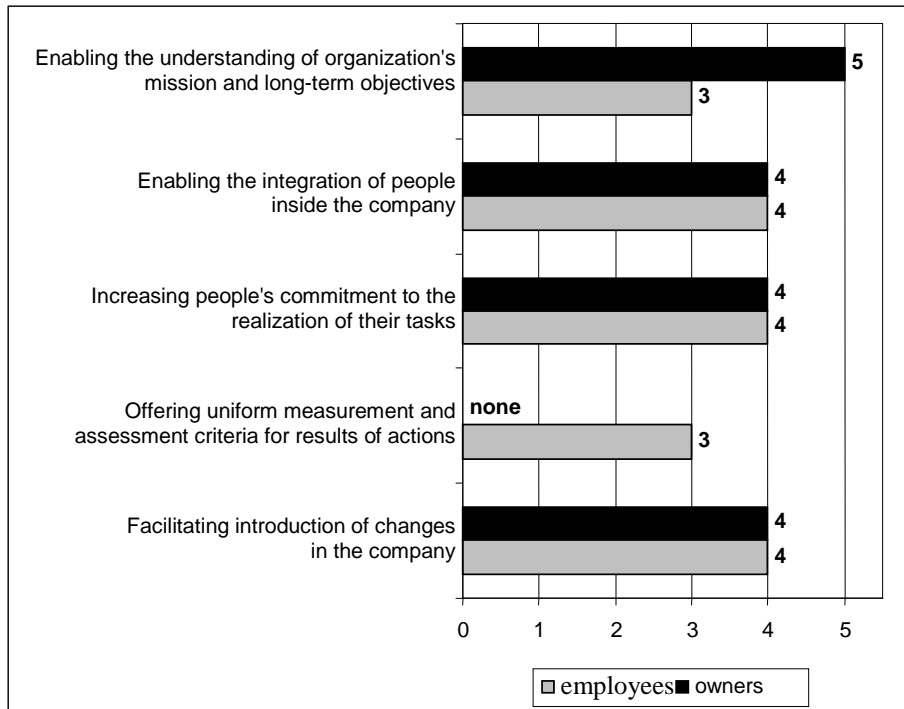 Enabling the understanding of organization's
mission and long-term objectives
5
3
Enabling the integration of people
inside the company
4
4
Increasing people's commitment to the
realization of their tasks
4
4
Offering uniform measurement and
assessment criteria for results of actions
none
3
Facilitating introduction of changes
in the company
4
4
0 1 2 3 4 5
employees owners